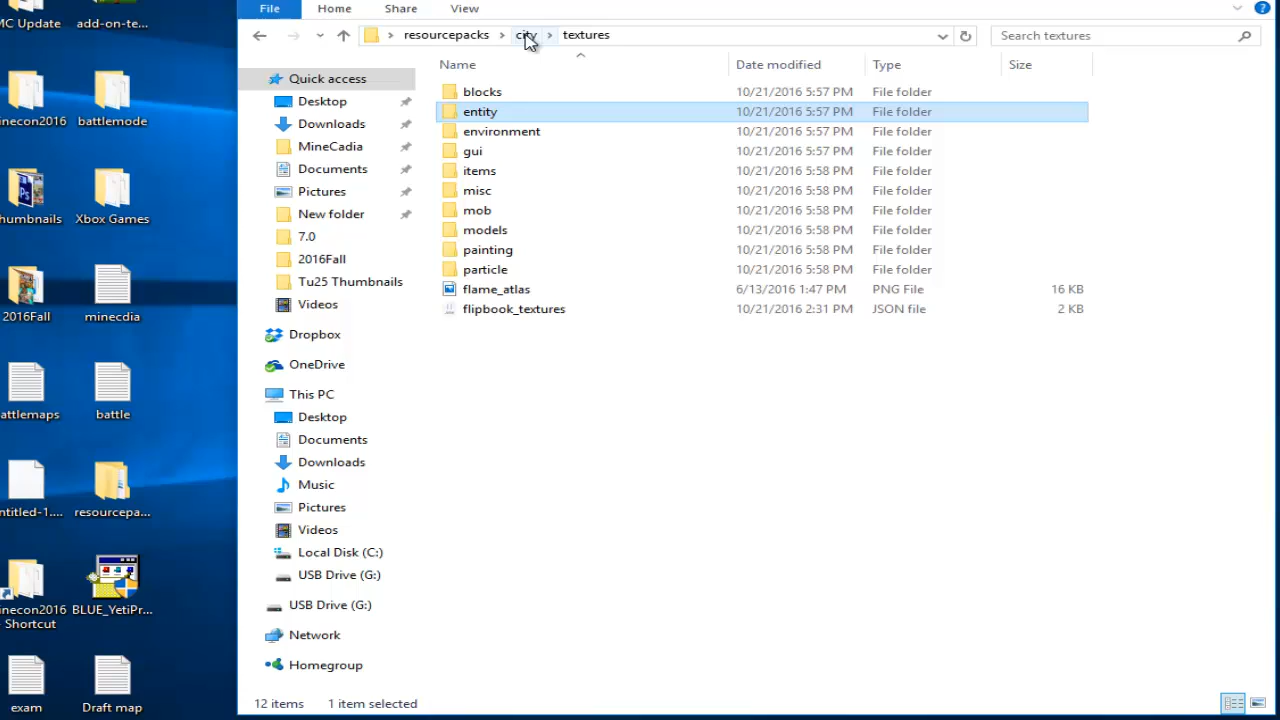 MC Update
add-on-te...
inecon2016
battlemode
humbnails
Xbox Games
2016Fall
minecdia
attlemaps
battle
ntitled-1....
resourcepa...
inecon2016
- Shortcut
BLUE_YetiPr...
exam
Draft map
File
Home
Share
View
resourcepacks
city
textures
Search textures
Name
Date modified
Type
Size
Quick access
Desktop
Downloads
MineCadia
Documents
Pictures
New folder
7.0
2016Fall
Tu25 Thumbnails
Videos
Dropbox
OneDrive
This PC
Desktop
Documents
Downloads
Music
Pictures
Videos
Local Disk (C:)
USB Drive (G:)
USB Drive (G:)
Network
Homegroup
blocks 10/21/2016 5:57 PM File folder
entity 10/21/2016 5:57 PM File folder
environment 10/21/2016 5:57 PM File folder
gui 10/21/2016 5:57 PM File folder
items 10/21/2016 5:58 PM File folder
misc 10/21/2016 5:58 PM File folder
mob 10/21/2016 5:58 PM File folder
models 10/21/2016 5:58 PM File folder
painting 10/21/2016 5:58 PM File folder
particle 10/21/2016 5:58 PM File folder
flame_atlas 6/13/2016 1:47 PM PNG File 16 KB
flipbook_textures 10/21/2016 2:31 PM JSON file 2 KB
12 items
1 item selected